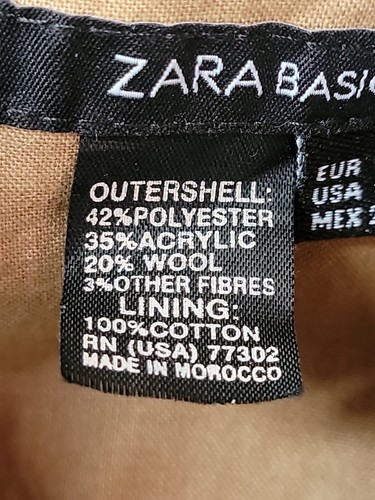 ZARA BASIC
EUR
USA
MEX
OUTERSHELL:
42%POLYESTER
35%ACRYLIC
20% WOOL
3%OTHER FIBRES
LINING:
100%COTTON
RN (USA) 77302
MADE IN MOROCCO